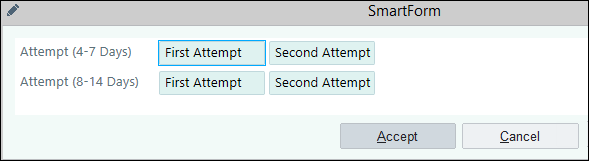 SmartForm
Attempt (4-7 Days) First Attempt Second Attempt
Attempt (8-14 Days) First Attempt Second Attempt
Accept Cancel